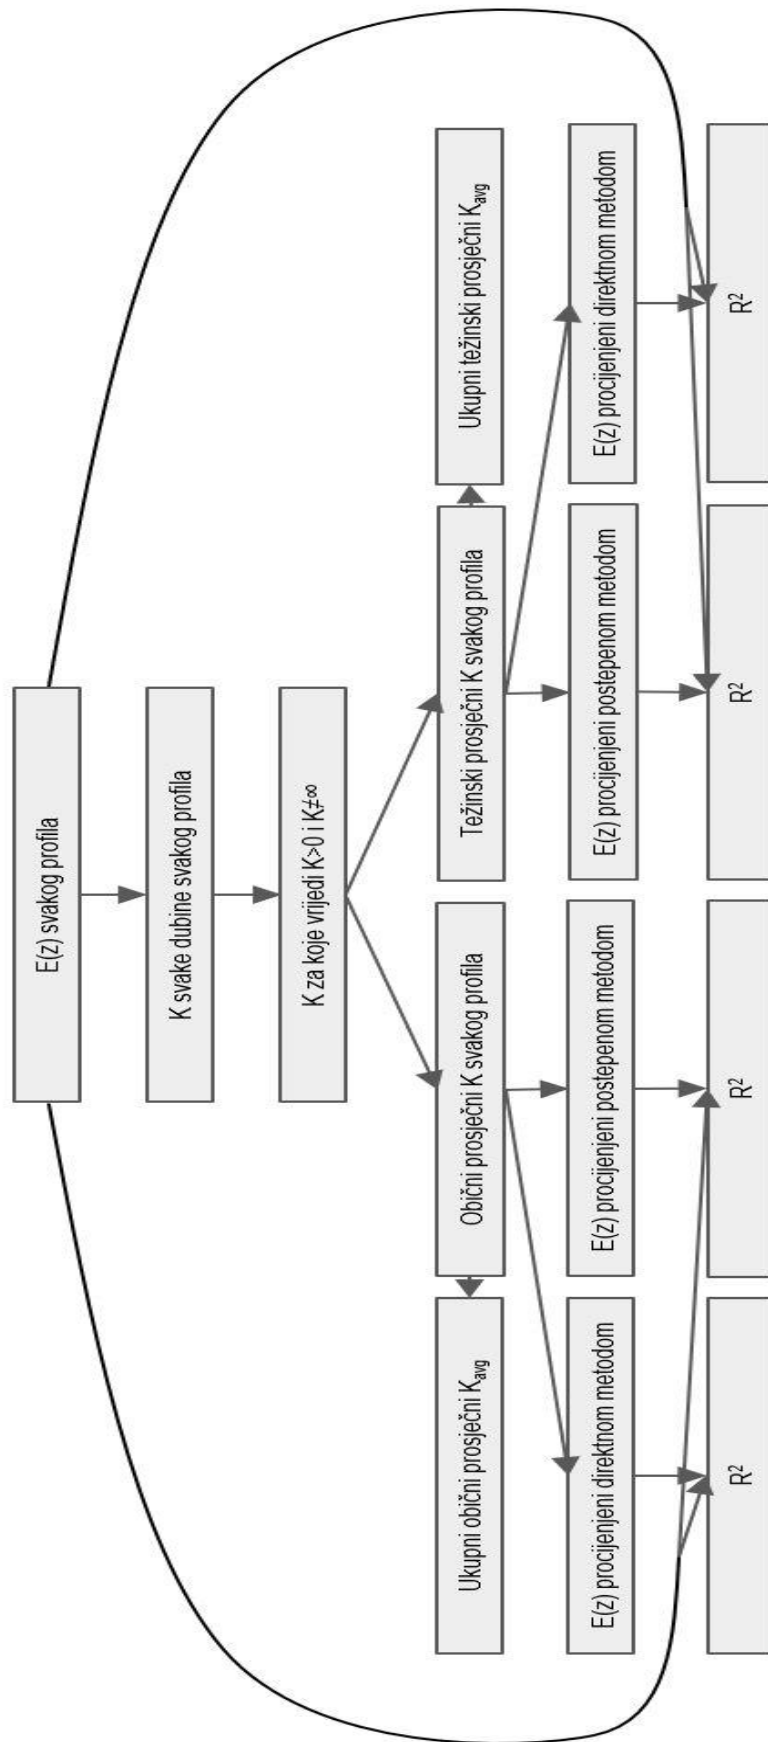 E(z) svakog profila
K svake dubine svakog profila
K za koje vrijedi K>0 i K≠∞
Ukupni obični prosječni Kavg
Obični prosječni K svakog profila
Težinski prosječni K svakog profila
Ukupni težinski prosječni Kavg
E(z) procijenjeni direktnom metodom
E(z) procijenjeni postepenom metodom
E(z) procijenjeni postepenom metodom
E(z) procijenjeni direktnom metodom
R²
R²
R²
R²